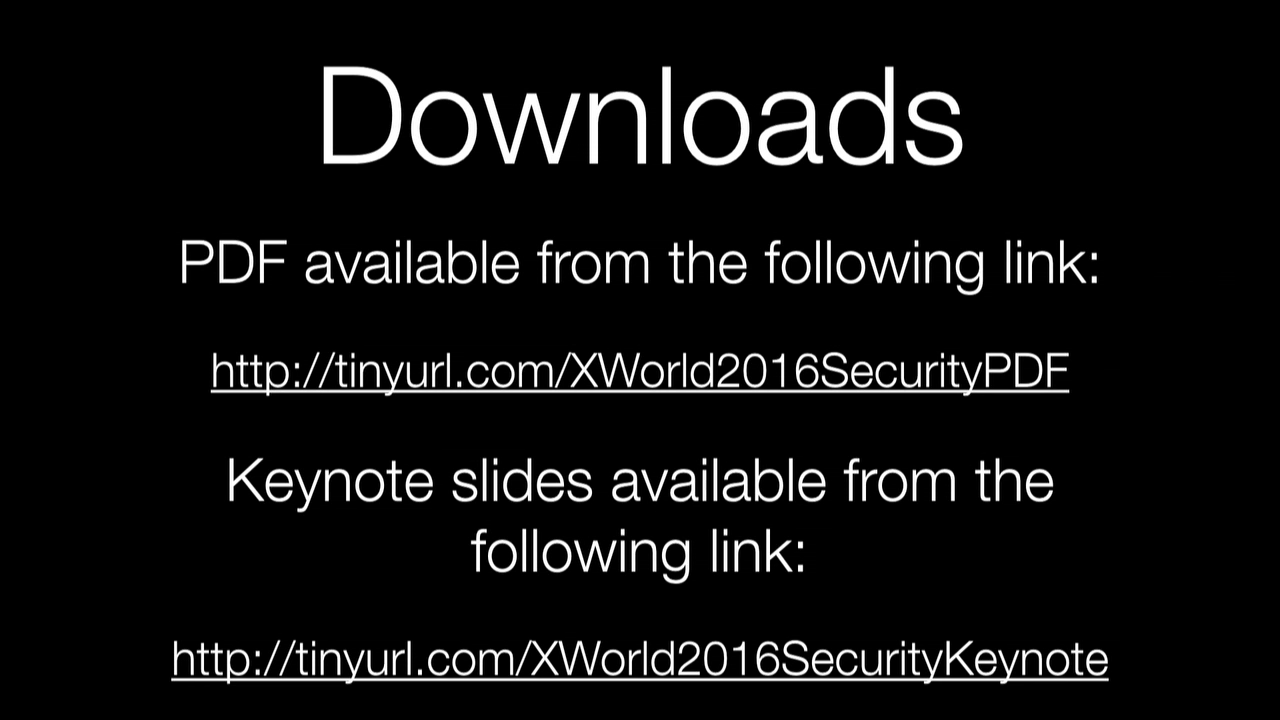 Downloads
PDF available from the following link:
http://tinyurl.com/XWorld2016SecurityPDF
Keynote slides available from the
following link:
http://tinyurl.com/XWorld2016SecurityKeynote